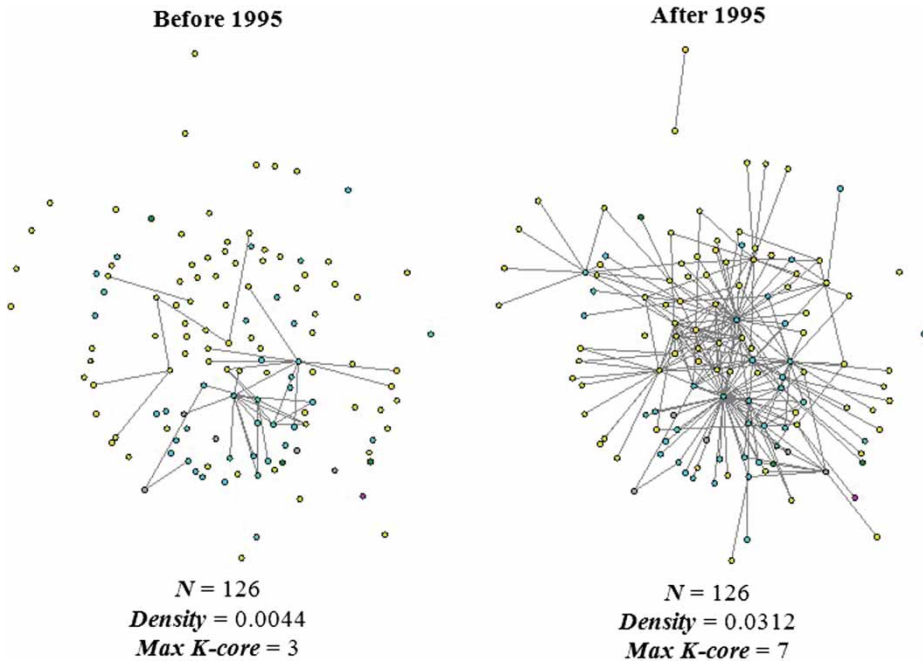 Before 1995
After 1995
N = 126
Density = 0.0044
Max K-core = 3
N = 126
Density = 0.0312
Max K-core = 7